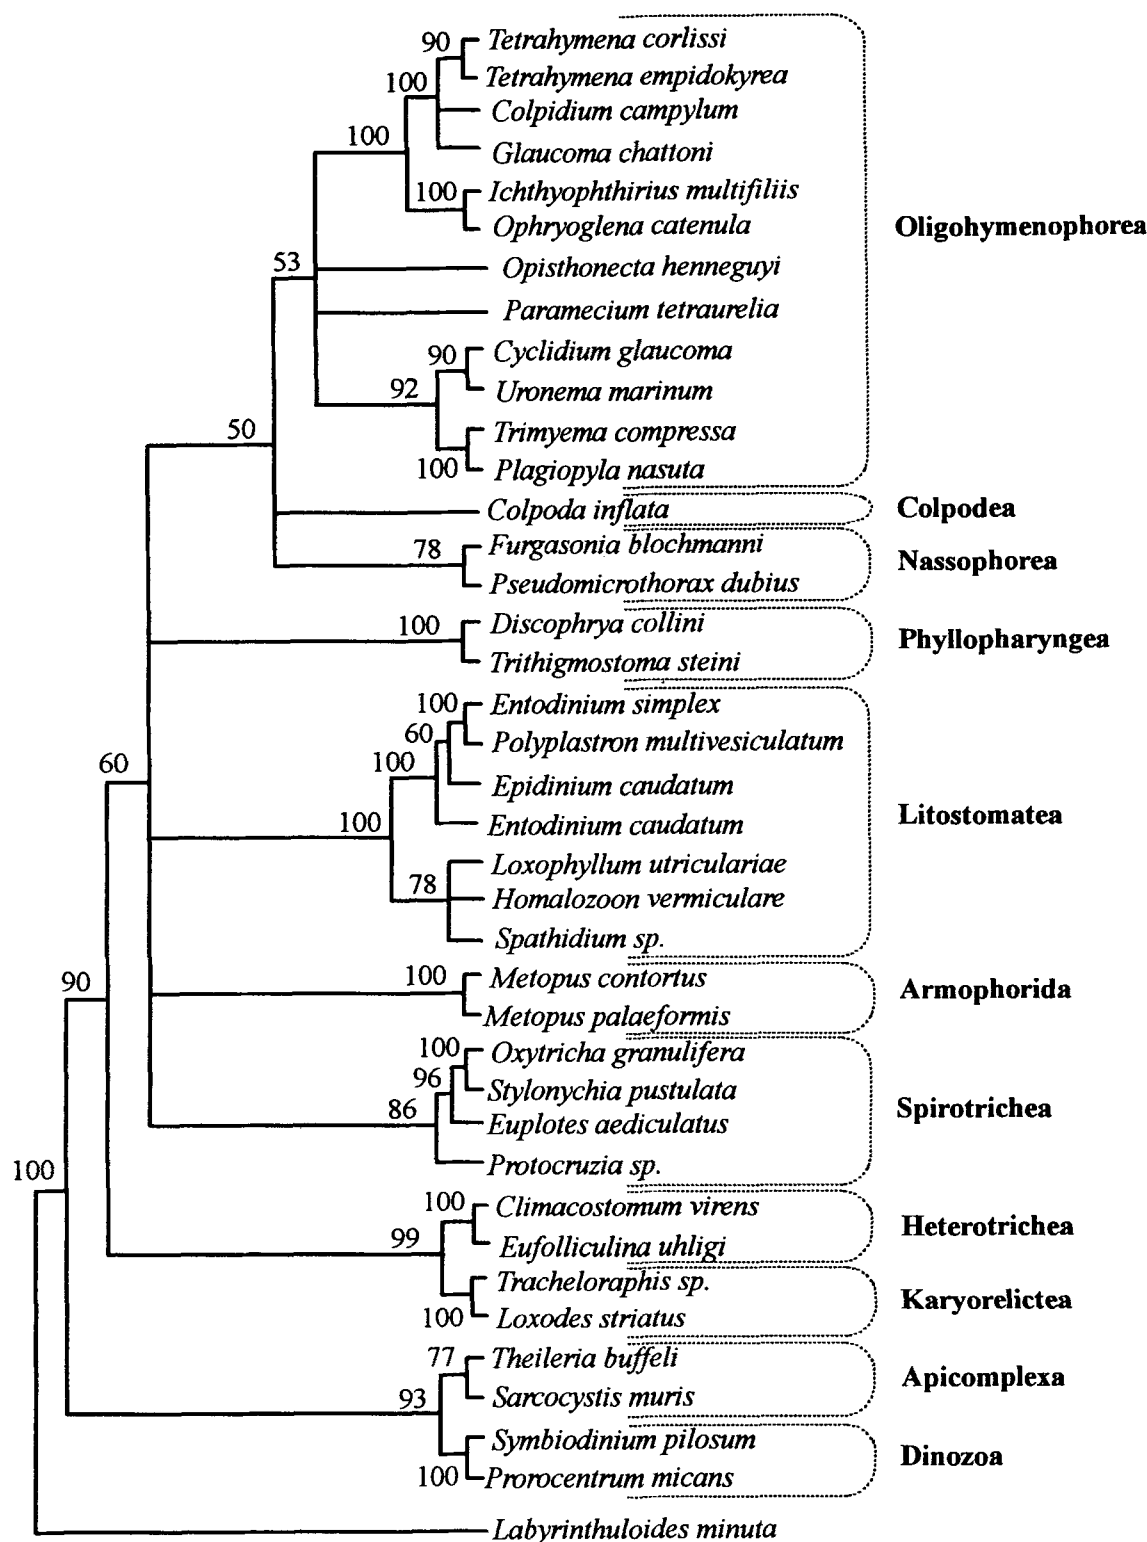 90
Tetrahymena corlissi
100
Tetrahymena empidokyrea
Colpidium campylum
100
Glaucoma chattoni
100
Ichthyophthirius multifiliis
Ophryoglena catenula
Oligohymenophorea
53
Opisthonecta henneguyi
Paramecium tetraurelia
90
Cyclidium glaucoma
92
Uronema marinum
50
Trimyema compressa
100
Plagiopyla nasuta
Colpoda inflata
Colpodea
78
Furgasonia blochmanni
Nassophorea
Pseudomicrothorax dubius
100
Discophrya collini
Phyllopharyngea
Trithigmostoma steini
100
Entodinium simplex
60
Polyplastron multivesiculatum
60
100
Epidinium caudatum
100
Entodinium caudatum
Litostomatea
Loxophyllum utriculariae
78
Homalozoon vermiculare
Spathidium sp.
90
100
Metopus contortus
Armophorida
Metopus palaeformis
100
Oxytricha granulifera
96
Stylonychia pustulata
86
Euplotes aediculatus
Spirotrichea
Protocruzia sp.
100
100
Climacostomum virens
Heterotrichea
99
Eufolliculina uhligi
Tracheloraphis sp.
Karyorelictea
100
Loxodes striatus
77
Theileria buffeli
Apicomplexa
93
Sarcocystis muris
Symbiodinium pilosum
Dinozoa
100
Prorocentrum micans
Labyrinthuloides minuta